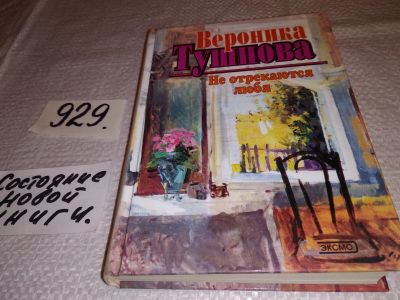 Вероника
Тушнова
Не отрекаются
любя
ЭКСМО
929.
Состояние
новой
книги.